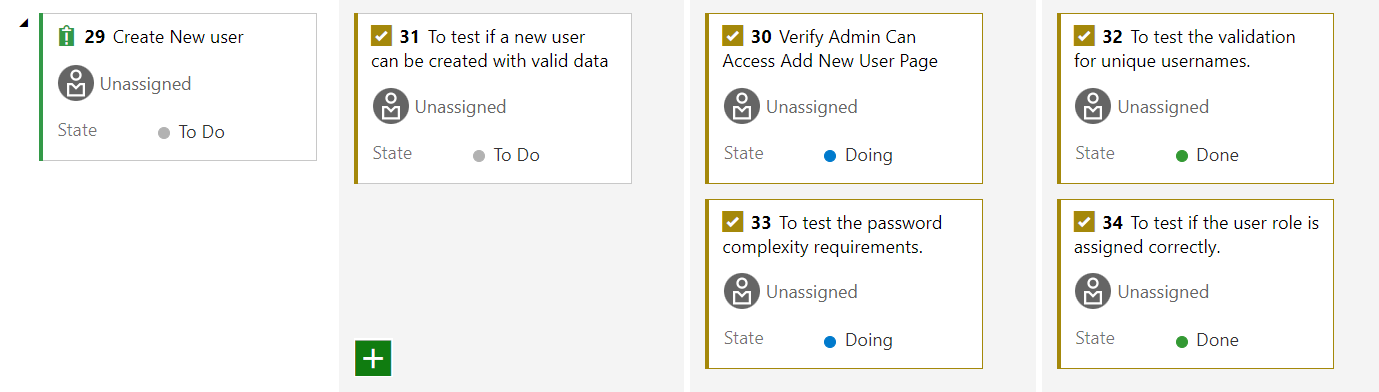 29 Create New user
Unassigned
State To Do
31 To test if a new user
can be created with valid data
Unassigned
State To Do
30 Verify Admin Can
Access Add New User Page
Unassigned
State Doing
32 To test the validation
for unique usernames.
Unassigned
State Done
33 To test the password
complexity requirements.
Unassigned
State Doing
34 To test if the user role is
assigned correctly.
Unassigned
State Done